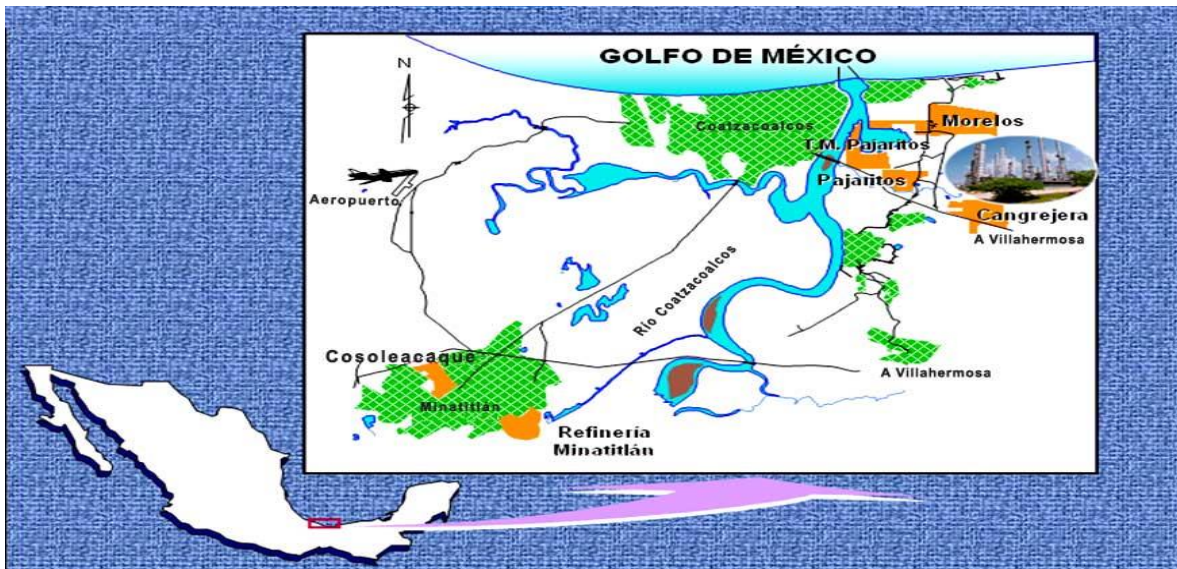 GOLFO DE MÉXICO
N
Coatzacoalcos
Morelos
T.M. Pajaritos
Pajaritos
Aeropuerto
Cangrejera
A Villahermosa
Río Coatzacoalcos
Cosoleacaque
A Villahermosa
Minatitlán
Refinería
Minatitlán